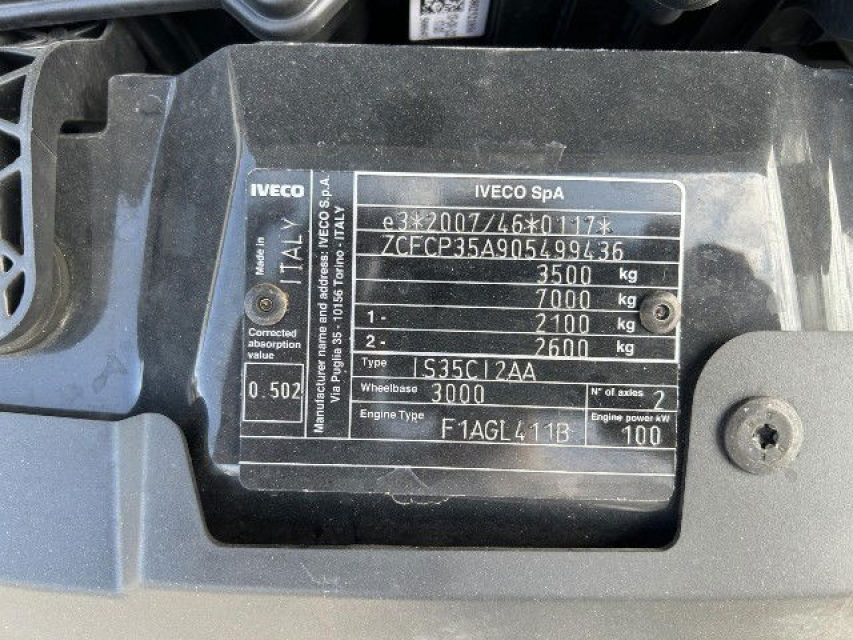 IVECO
Made in
ITALY
Corrected
absorption
value
0.502
Manufacturer name and address: IVECO S.p.A.
Via Puglia 35 - 10156 Torino - ITALY
IVECO SpA
e3*2007/46*0117*
ZCFCP35A905499436
3500 kg
7000 kg
1- 2100 kg
2- 2600 kg
Type IS35CI2AA
Wheelbase 3000
N° of axles 2
Engine Type F1AGL411B
Engine power kW
100